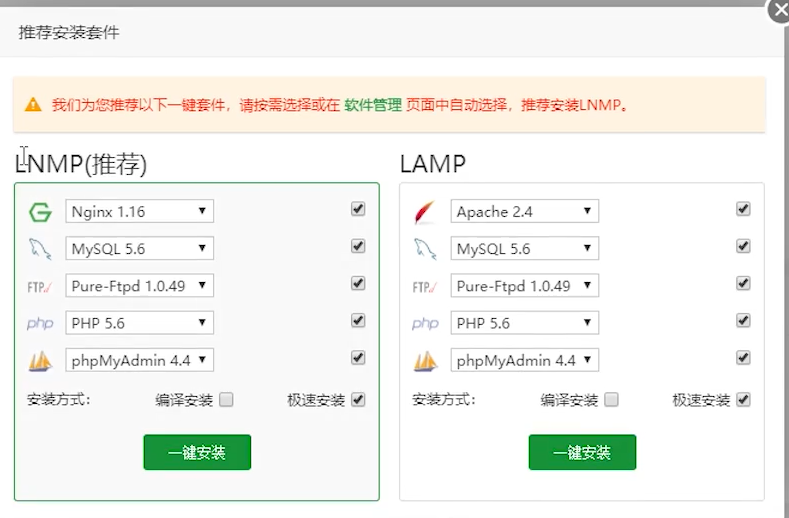 推荐安装套件
我们为您推荐以下一键套件，请按需选择或在 软件管理 页面中自动选择，推荐安装LNMP。
LNMP(推荐)
Nginx 1.16
MySQL 5.6
FTP
Pure-Ftpd 1.0.49
php
PHP 5.6
phpMyAdmin 4.4
安装方式：
编译安装
极速安装
一键安装
LAMP
Apache 2.4
MySQL 5.6
FTP
Pure-Ftpd 1.0.49
php
PHP 5.6
phpMyAdmin 4.4
安装方式：
编译安装
极速安装
一键安装